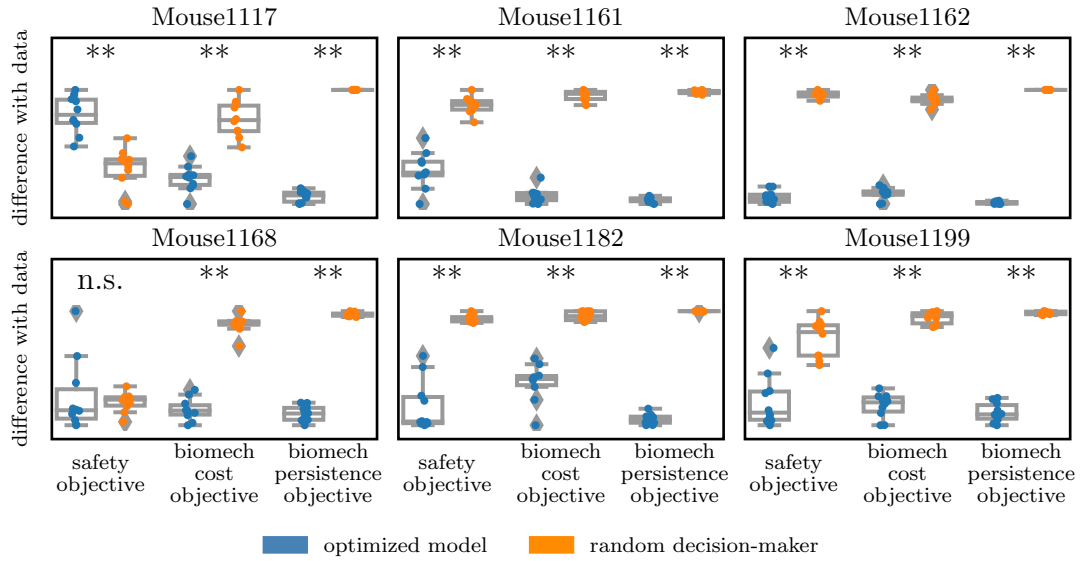 Mouse1117 Mouse1161 Mouse1162
difference with data
** ** ** ** ** ** ** ** **
Mouse1168 Mouse1182 Mouse1199
difference with data
n.s. ** ** ** ** ** ** ** **
safety
objective
biomech
cost
objective
biomech
persistence
objective
safety
objective
biomech
cost
objective
biomech
persistence
objective
safety
objective
biomech
cost
objective
biomech
persistence
objective
optimized model random decision-maker